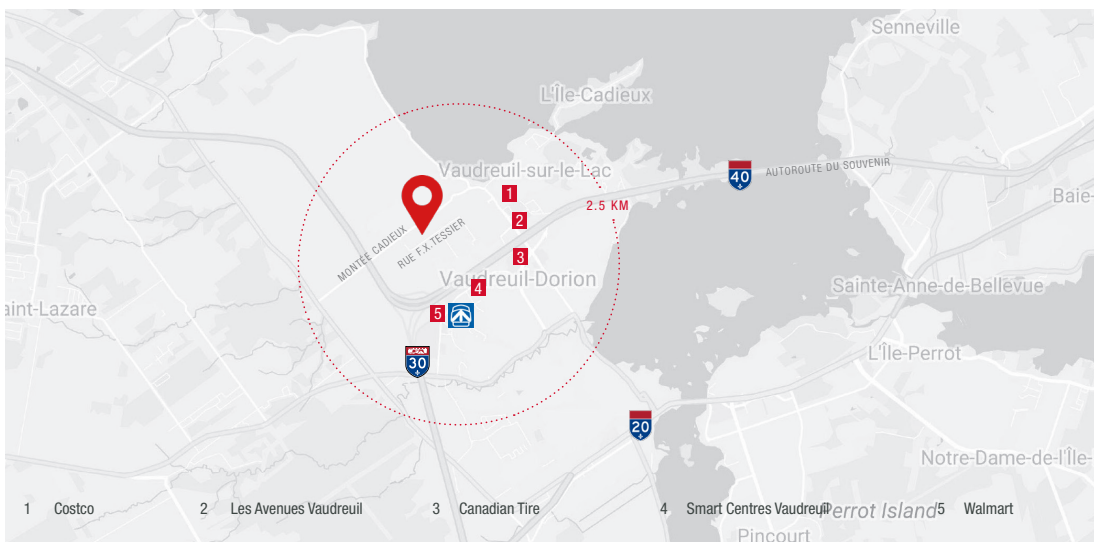 Senneville
L'Île-Cadieux
Vaudreuil-sur-le-Lac
40
AUTOROUTE DU SOUVENIR
1
2.5 KM
Baie-
2
MONTÉE CADIEUX
RUE F.X.TESSIER
3
Vaudreuil-Dorion
4
Sainte-Anne-de-Bellevue
aint-Lazare
5
30
L'Île-Perrot
20
Notre-Dame-de-l'Île-
1 Costco
2 Les Avenues Vaudreuil
3 Canadian Tire
4 Smart Centres Vaudreuil
Perrot Island
5 Walmart
Pincourt